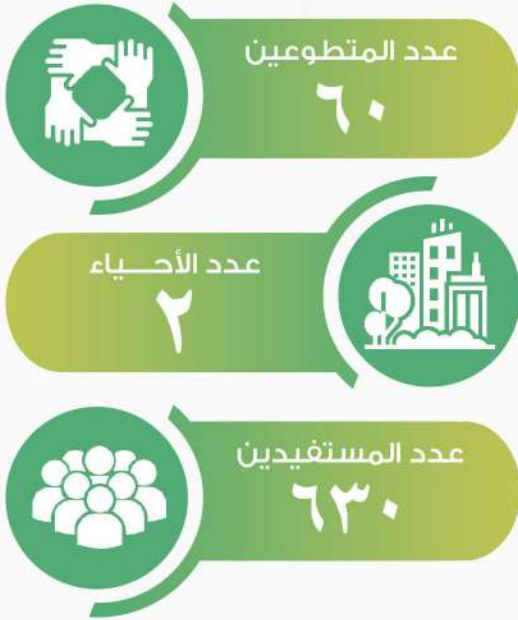 عدد المتطوعين
٦٠
عدد الأحـــياء
٢
عدد المستفيدين
٦٣٠